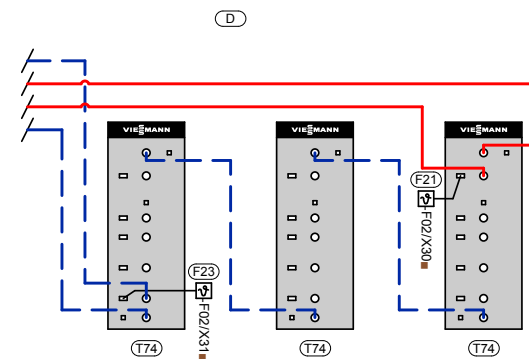 D
VIESMANN
VIESMANN
VIESMANN
F21
F02/X30
F23
F02/X31
T74
T74
T74